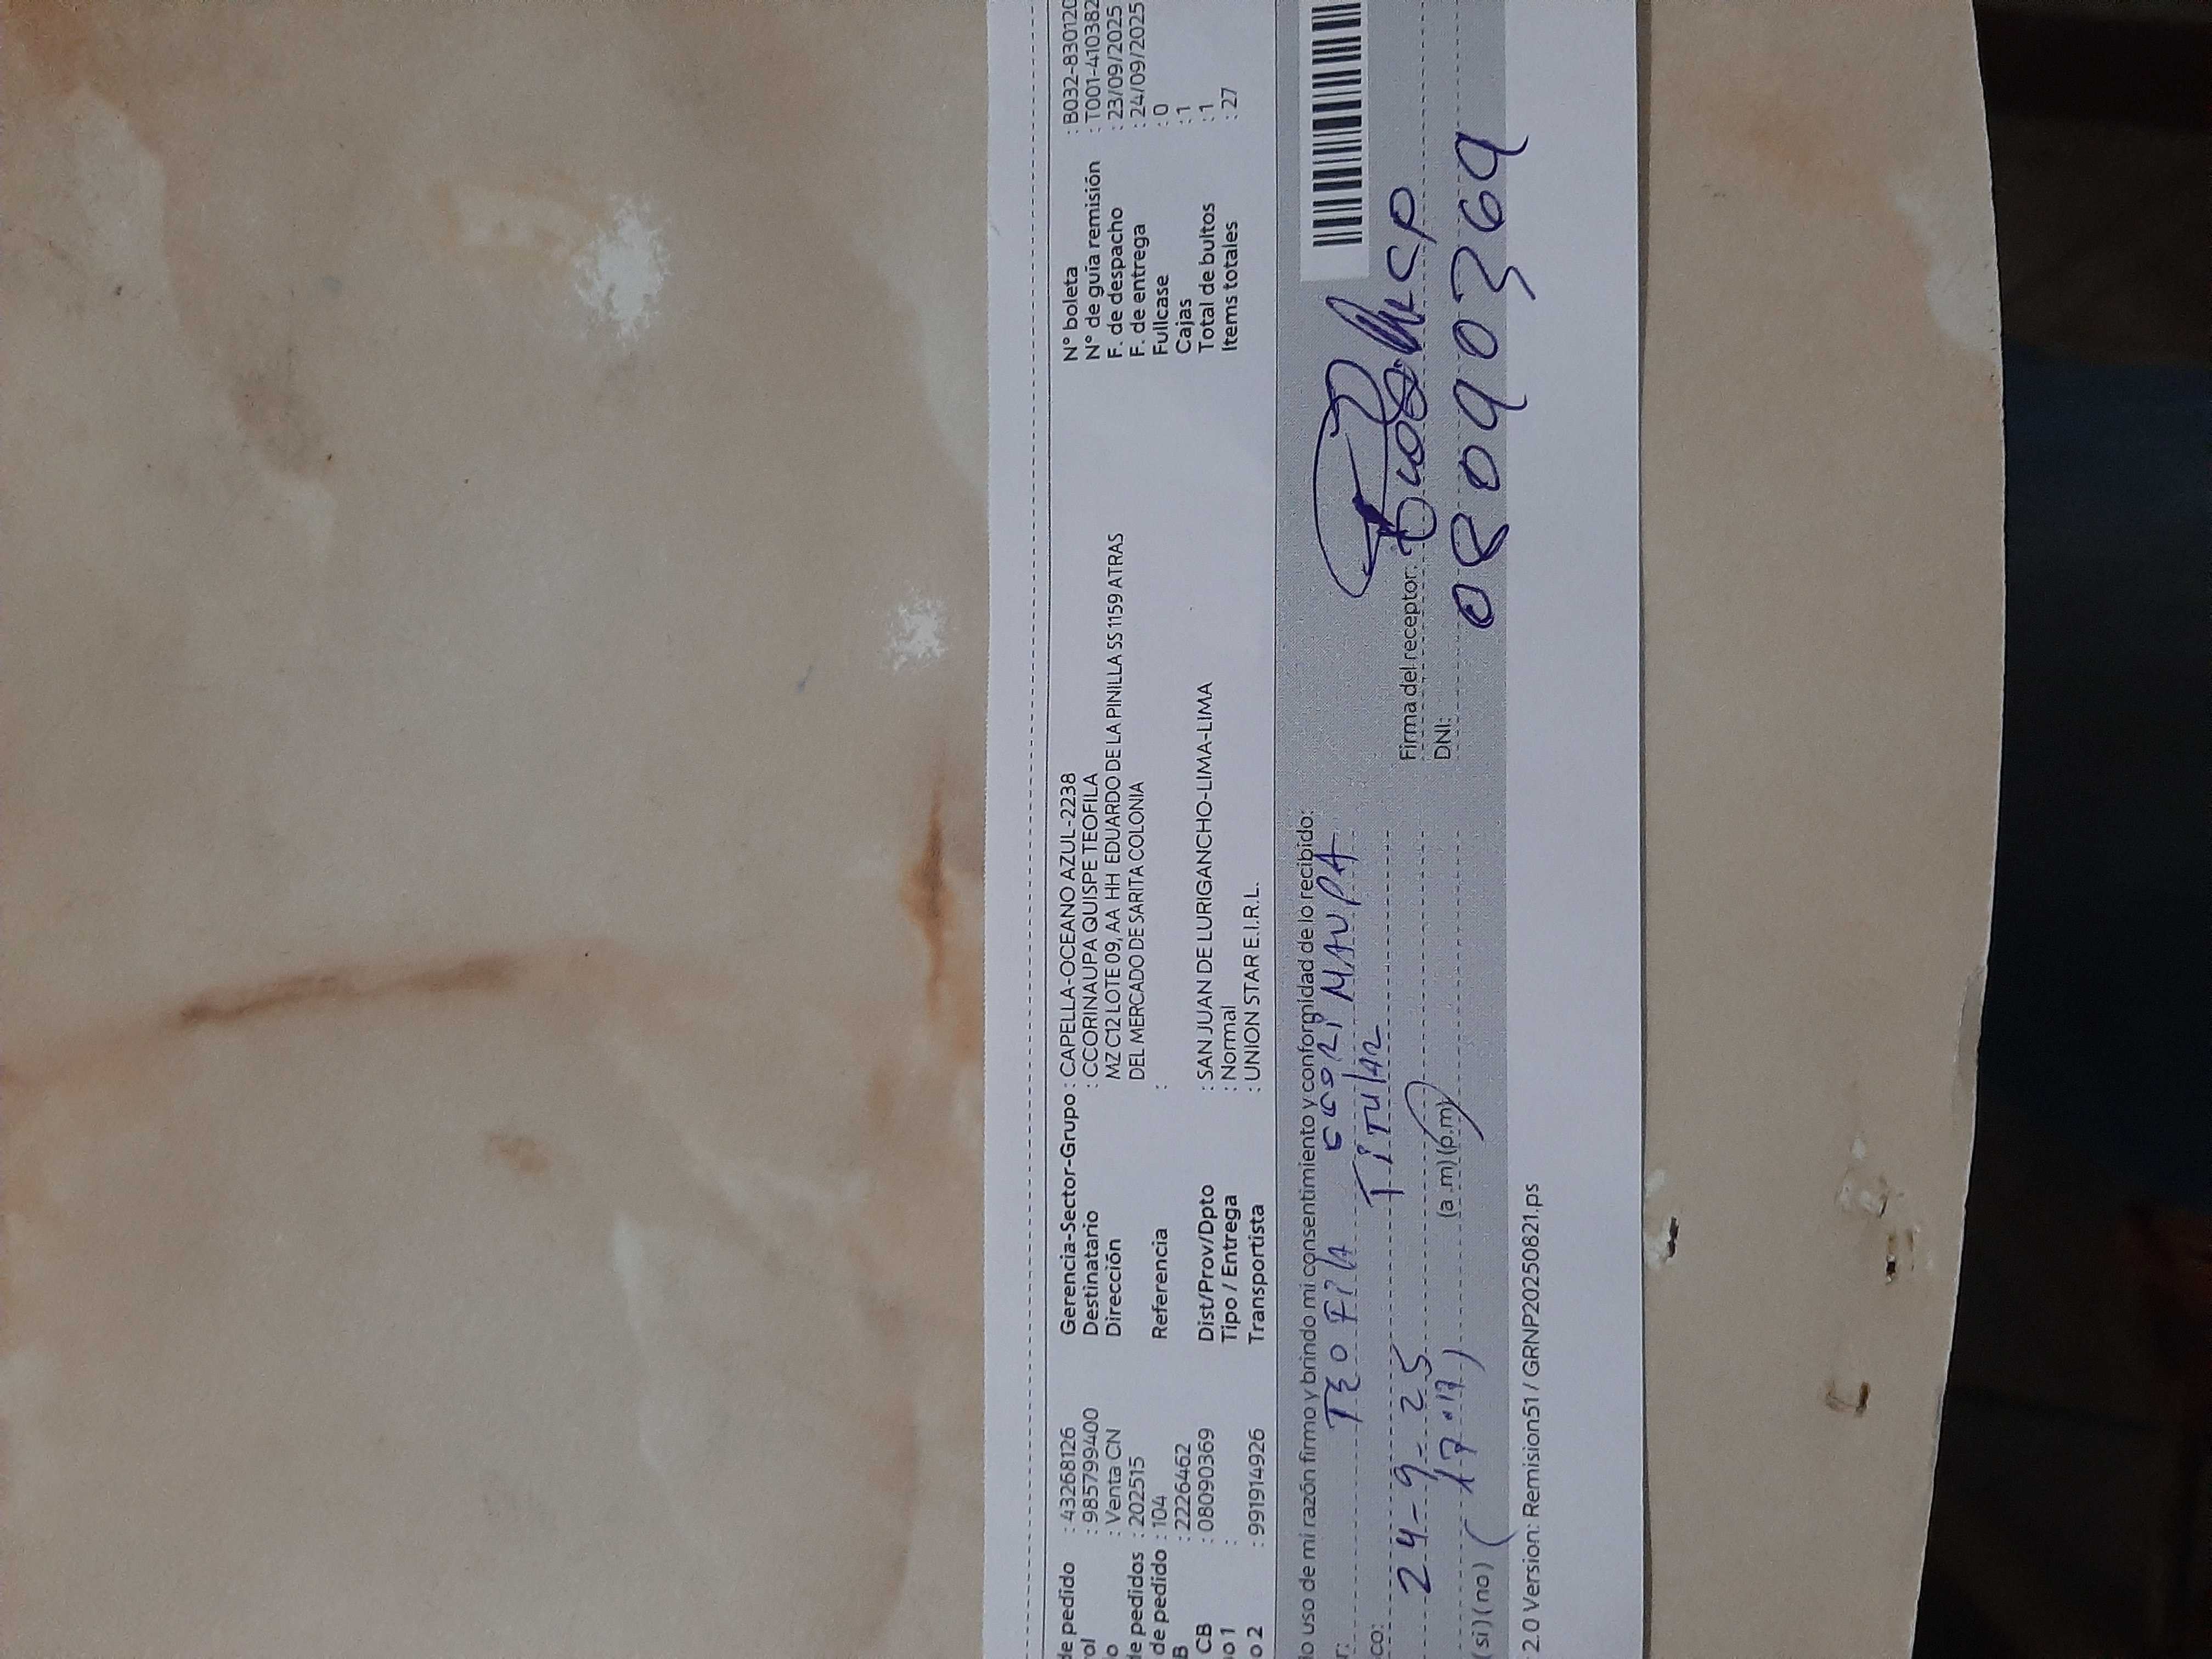 de pedido : 43268126 Gerencia-Sector-Grupo : CAPELLA-OCEANO AZUL-2238 N° boleta : B032-830120
ol : 985799400 Destinatario : CCORINAUPA QUISPE TEOFILA N° de guía remisión : T001-410382
o : Venta CN Dirección MZ C12 LOTE 09, AA HH EDUARDO DE LA PINILLA SS 1159 ATRAS F. de despacho : 23/09/2025
de pedidos : 202515 DEL MERCADO DE SARITA COLONIA F. de entrega : 24/09/2025
de pedido : 104 Referencia : Fullcase : 0
B : 2226462 Cajas : 1
CB : 08090369 Dist/Prov/Dpto : SAN JUAN DE LURIGANCHO-LIMA-LIMA Total de bultos : 1
o 1 : Tipo / Entrega : Normal Items totales : 27
o 2 : 991914926 Transportista : UNION STAR E.I.R.L.
o uso de mi razón firmo y brindo mi consentimiento y conformidad de lo recibido:
r: TEOFILA CCORIMAUPA
co: TITULAR
24-9-25 Firma del receptor:
(si) (no) (17:17) (a.m) (p.m) DNI: 08090369
2.0 Version: Remision51 / GRNP20250821.ps